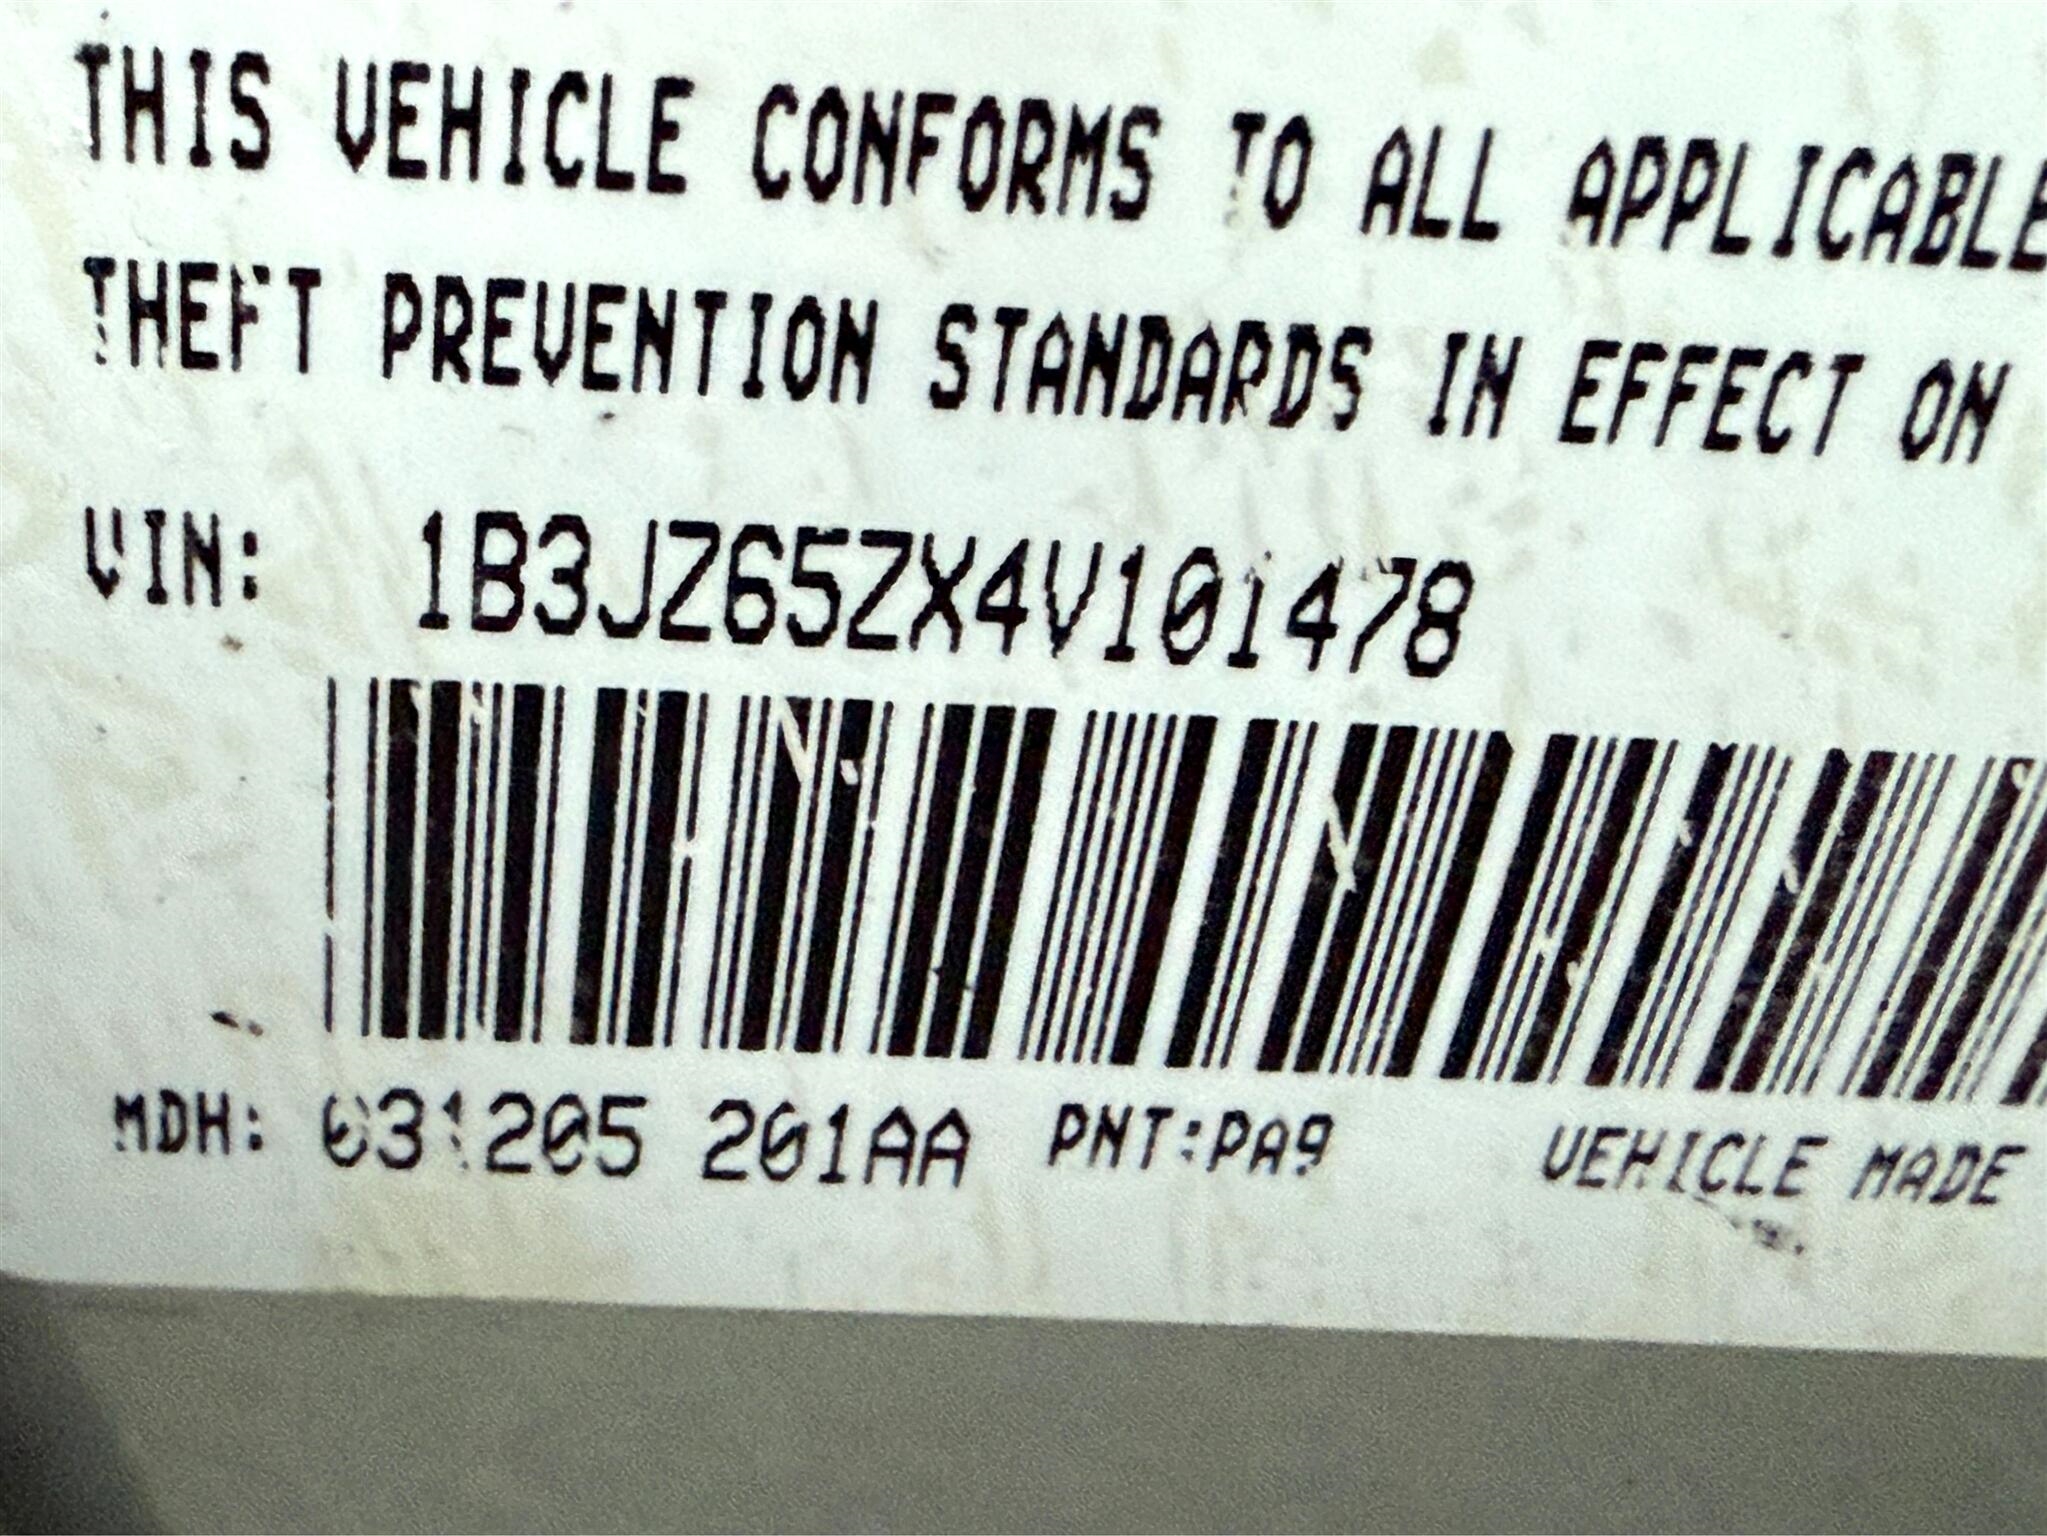 THIS VEHICLE CONFORMS TO ALL APPLICABLE
THEFT PREVENTION STANDARDS IN EFFECT ON
VIN: 1B3JZ65ZX4V101478
MDH: 031205 201AA PNT:PA9 VEHICLE MADE